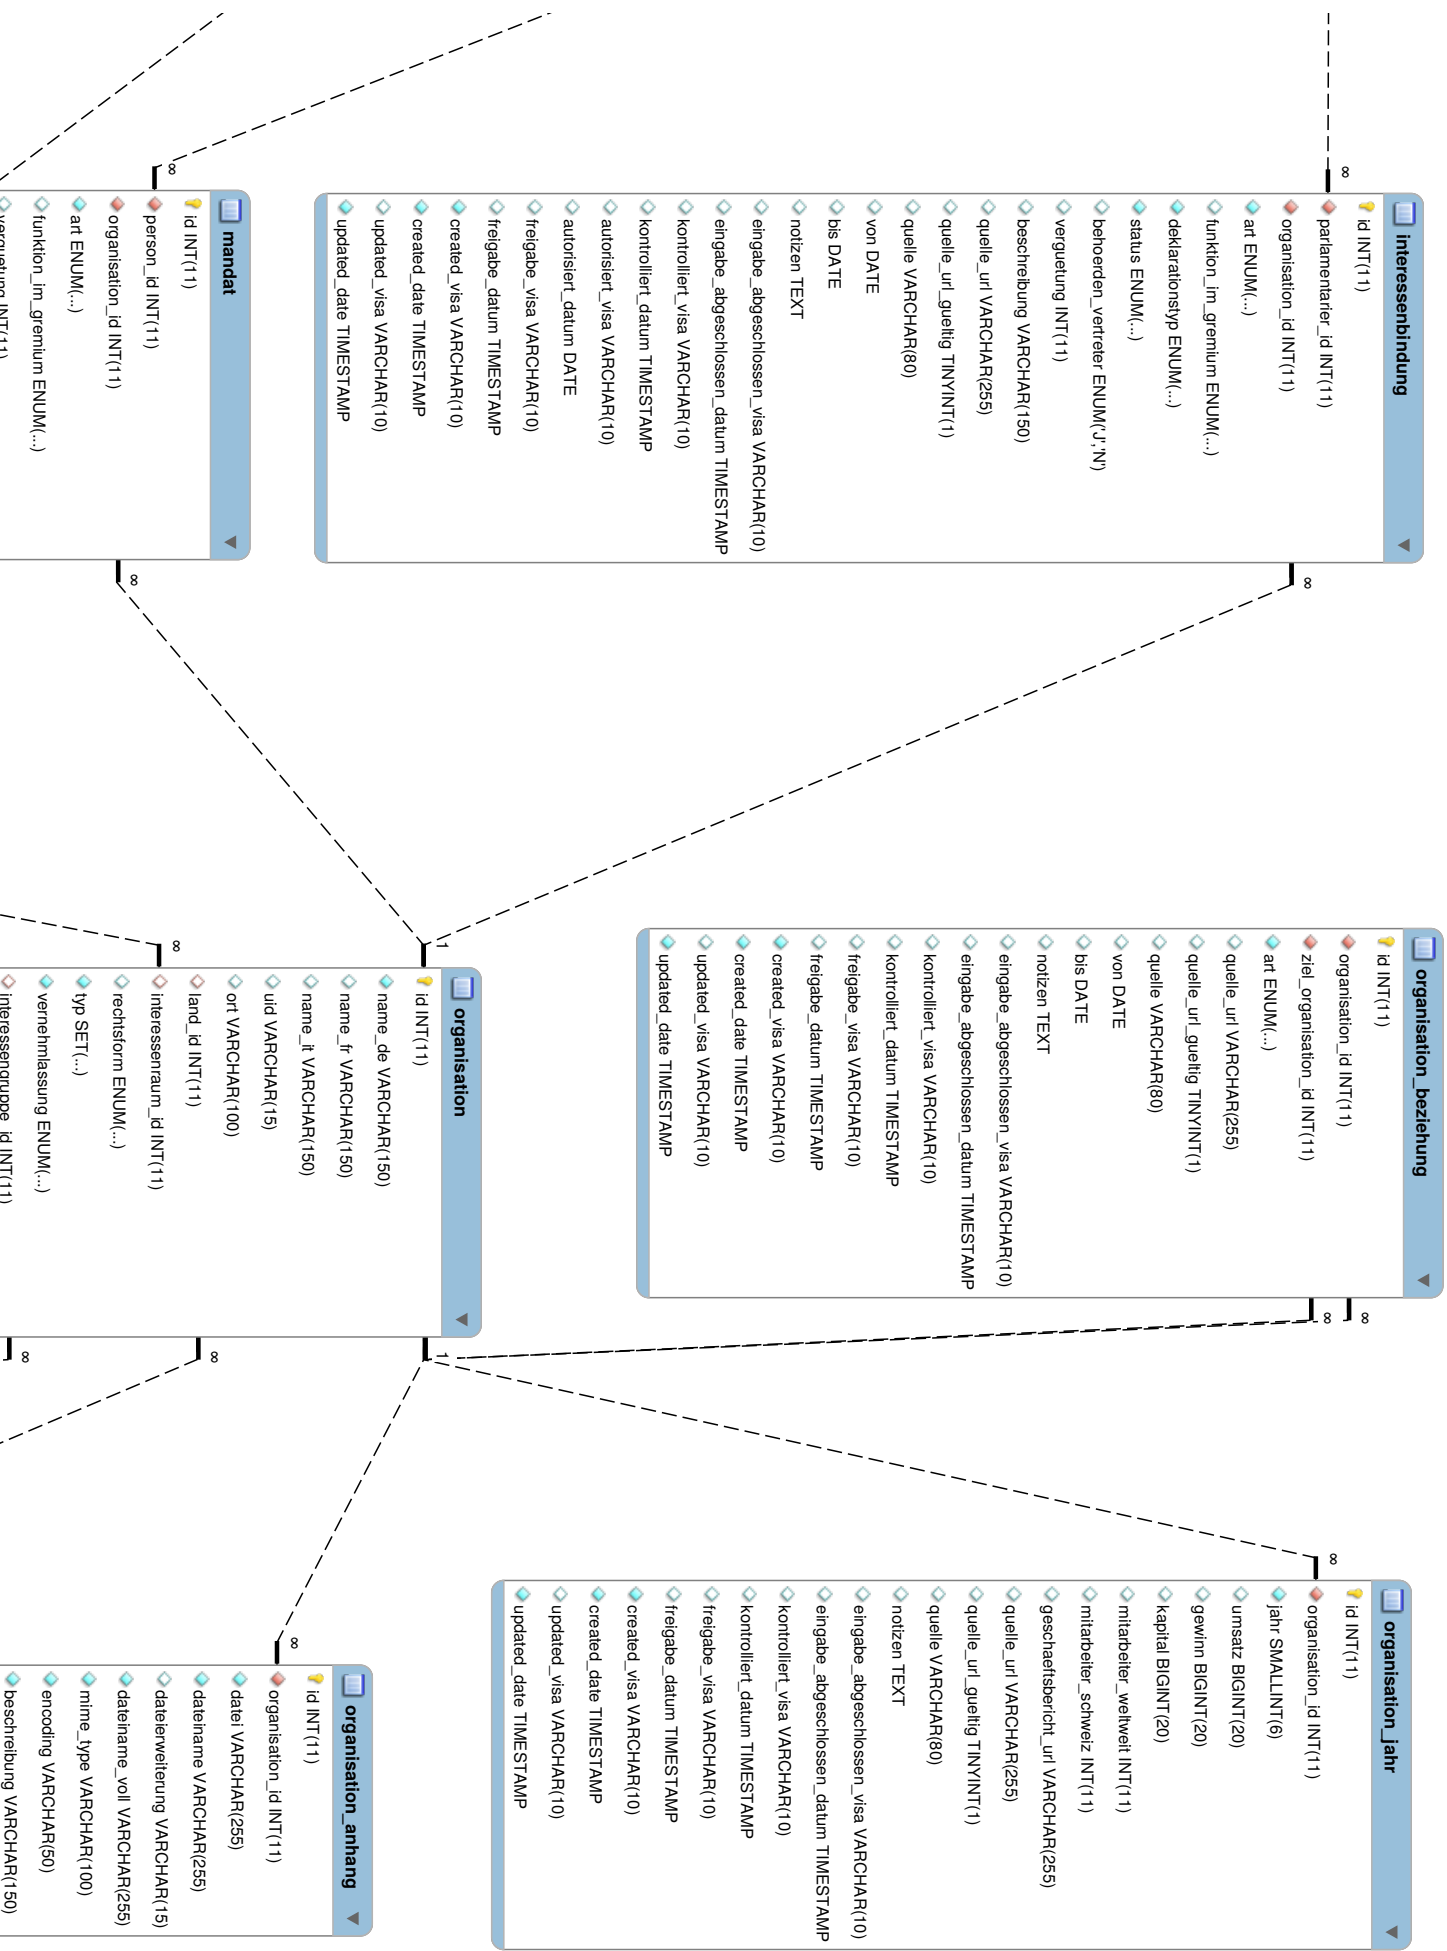 interessenbindung
id INT(11)
parlamentarier_id INT(11)
organisation_id INT(11)
art ENUM(...)
funktion_im_gremium ENUM(...)
deklarationstyp ENUM(...)
status ENUM(...)
behoerden_vertreter ENUM('J','N')
verguetung INT(11)
beschreibung VARCHAR(150)
quelle_url VARCHAR(255)
quelle_url_gueltig TINYINT(1)
quelle VARCHAR(80)
von DATE
bis DATE
notizen TEXT
eingabe_abgeschlossen_visa VARCHAR(10)
eingabe_abgeschlossen_datum TIMESTAMP
kontrolliert_visa VARCHAR(10)
kontrolliert_datum TIMESTAMP
autorisiert_visa VARCHAR(10)
autorisiert_datum DATE
freigabe_visa VARCHAR(10)
freigabe_datum TIMESTAMP
created_visa VARCHAR(10)
created_date TIMESTAMP
updated_visa VARCHAR(10)
updated_date TIMESTAMP
∞
∞
mandat
id INT(11)
person_id INT(11)
organisation_id INT(11)
art ENUM(...)
funktion_im_gremium ENUM(...)
verguetung INT(11)
∞
∞
organisation_beziehung
id INT(11)
organisation_id INT(11)
ziel_organisation_id INT(11)
art ENUM(...)
quelle_url VARCHAR(255)
quelle_url_gueltig TINYINT(1)
quelle VARCHAR(80)
von DATE
bis DATE
notizen TEXT
eingabe_abgeschlossen_visa VARCHAR(10)
eingabe_abgeschlossen_datum TIMESTAMP
kontrolliert_visa VARCHAR(10)
kontrolliert_datum TIMESTAMP
freigabe_visa VARCHAR(10)
freigabe_datum TIMESTAMP
created_visa VARCHAR(10)
created_date TIMESTAMP
updated_visa VARCHAR(10)
updated_date TIMESTAMP
∞
∞
organisation
id INT(11)
name_de VARCHAR(150)
name_fr VARCHAR(150)
name_it VARCHAR(150)
uid VARCHAR(15)
ort VARCHAR(100)
land_id INT(11)
interessenraum_id INT(11)
rechtsform ENUM(...)
typ SET(...)
vernehmlassung ENUM(...)
interessengruppe_id INT(11)
1
∞
1
∞
∞
organisation_jahr
id INT(11)
organisation_id INT(11)
jahr SMALLINT(6)
umsatz BIGINT(20)
gewinn BIGINT(20)
kapital BIGINT(20)
mitarbeiter_weltweit INT(11)
mitarbeiter_schweiz INT(11)
geschaeftsbericht_url VARCHAR(255)
quelle_url VARCHAR(255)
quelle_url_gueltig TINYINT(1)
quelle VARCHAR(80)
notizen TEXT
eingabe_abgeschlossen_visa VARCHAR(10)
eingabe_abgeschlossen_datum TIMESTAMP
kontrolliert_visa VARCHAR(10)
kontrolliert_datum TIMESTAMP
freigabe_visa VARCHAR(10)
freigabe_datum TIMESTAMP
created_visa VARCHAR(10)
created_date TIMESTAMP
updated_visa VARCHAR(10)
updated_date TIMESTAMP
∞
organisation_anhang
id INT(11)
organisation_id INT(11)
datei VARCHAR(255)
dateiname VARCHAR(255)
dateierweiterung VARCHAR(15)
dateiname_voll VARCHAR(255)
mime_type VARCHAR(100)
encoding VARCHAR(50)
beschreibung VARCHAR(150)
∞